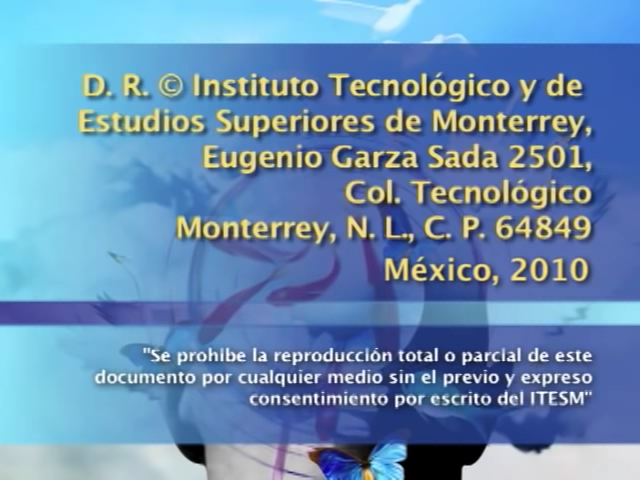 D. R. © Instituto Tecnológico y de
Estudios Superiores de Monterrey,
Eugenio Garza Sada 2501,
Col. Tecnológico
Monterrey, N. L., C. P. 64849
México, 2010
"Se prohibe la reproducción total o parcial de este
documento por cualquier medio sin el previo y expreso
consentimiento por escrito del ITESM"